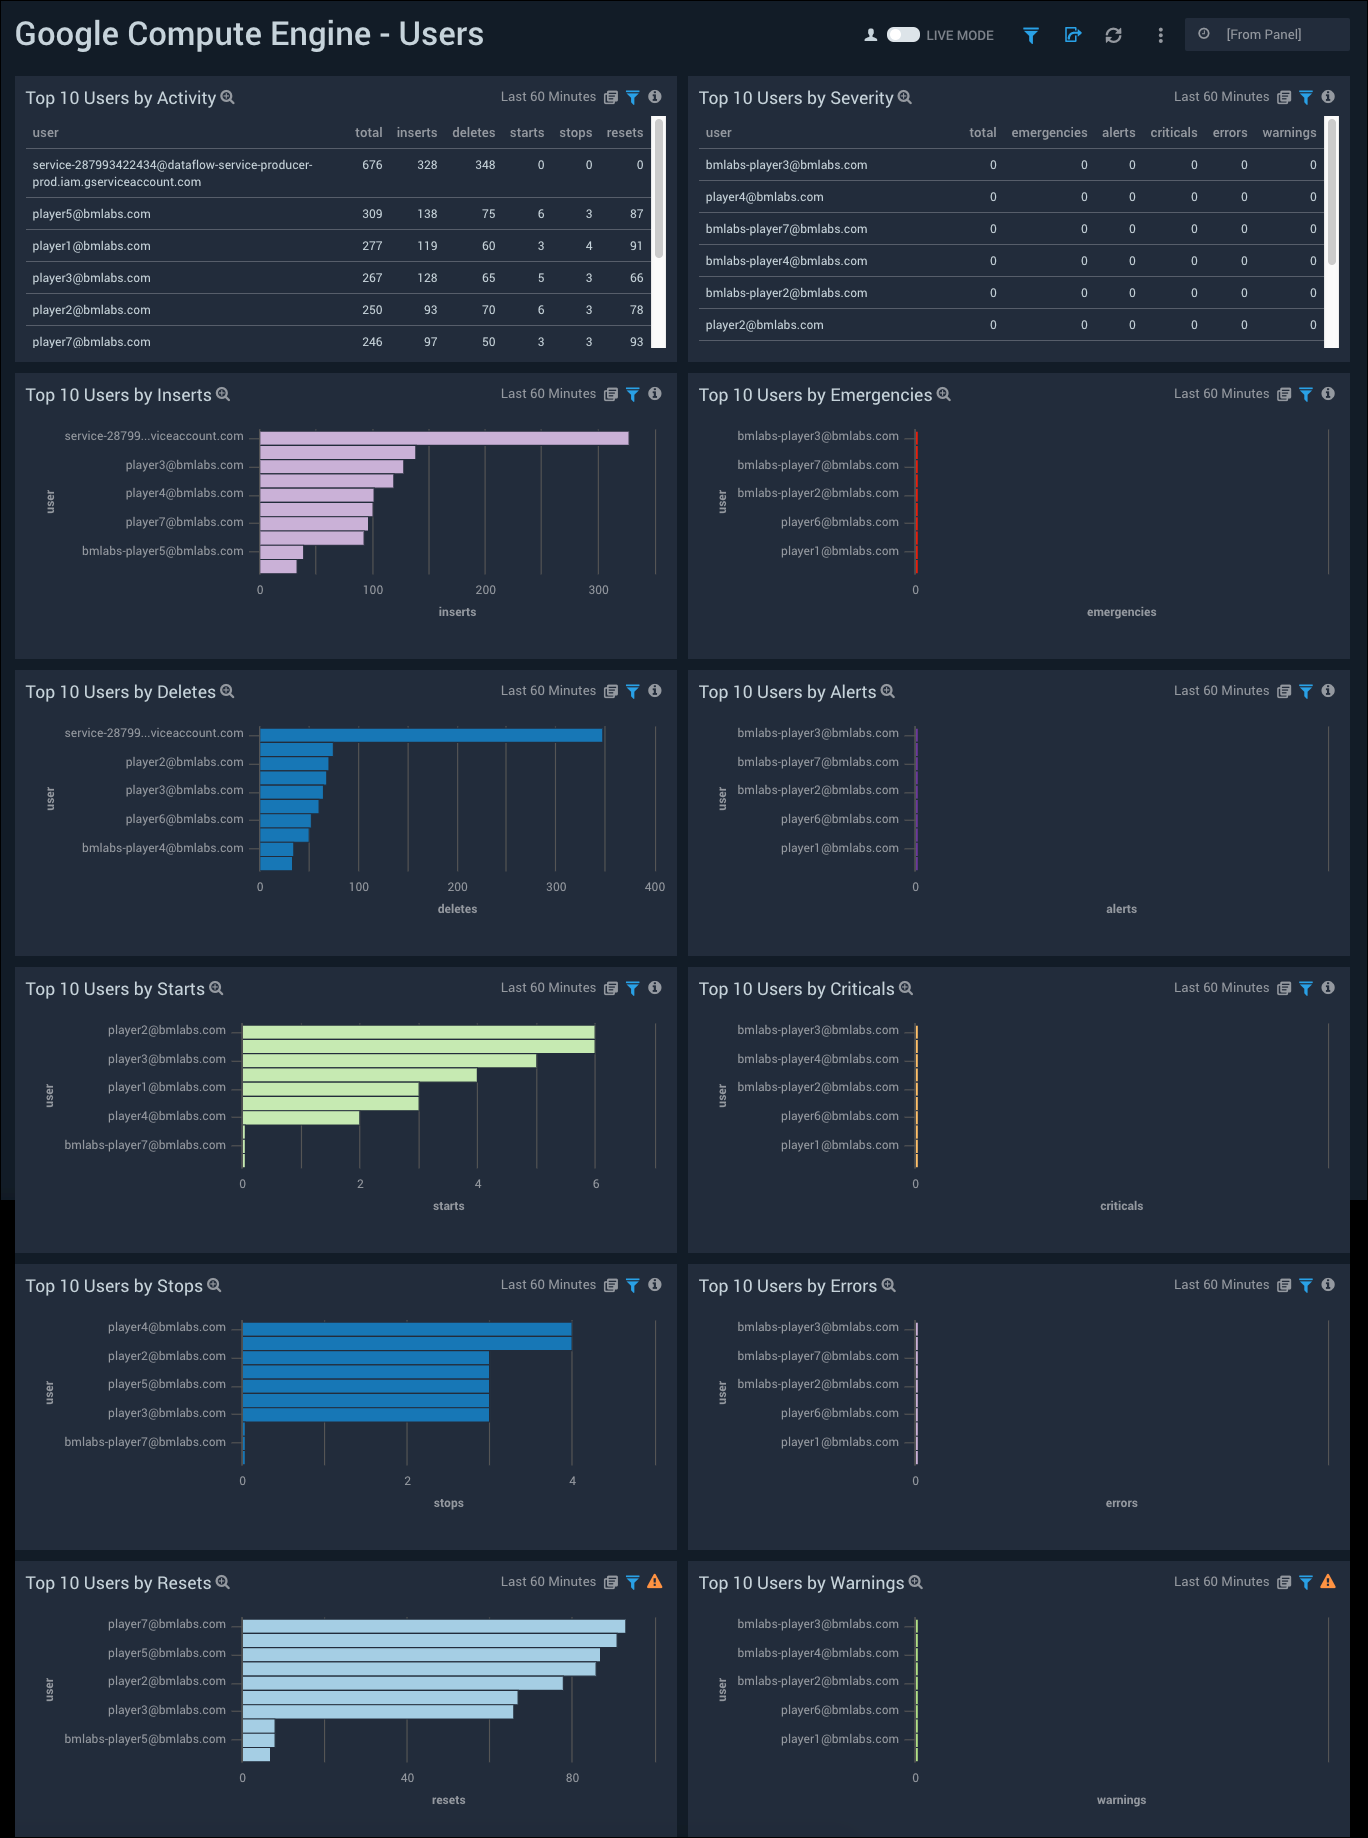 Google Compute Engine - Users
LIVE MODE
[From Panel]
Top 10 Users by Activity
Last 60 Minutes
user total inserts deletes starts stops resets
service-287993422434@dataflow-service-producer-
prod.iam.gserviceaccount.com 676 328 348 0 0 0
player5@bmlabs.com 309 138 75 6 3 87
player1@bmlabs.com 277 119 60 3 4 91
player3@bmlabs.com 267 128 65 5 3 66
player2@bmlabs.com 250 93 70 6 3 78
player7@bmlabs.com 246 97 50 3 3 93
Top 10 Users by Severity
Last 60 Minutes
user total emergencies alerts criticals errors warnings
bmlabs-player3@bmlabs.com 0 0 0 0 0 0
player4@bmlabs.com 0 0 0 0 0 0
bmlabs-player7@bmlabs.com 0 0 0 0 0 0
bmlabs-player4@bmlabs.com 0 0 0 0 0 0
bmlabs-player2@bmlabs.com 0 0 0 0 0 0
player2@bmlabs.com 0 0 0 0 0 0
Top 10 Users by Inserts
Last 60 Minutes
user
service-28799...viceaccount.com
player3@bmlabs.com
player4@bmlabs.com
player7@bmlabs.com
bmlabs-player5@bmlabs.com
0 100 200 300
inserts
Top 10 Users by Emergencies
Last 60 Minutes
user
bmlabs-player3@bmlabs.com
bmlabs-player7@bmlabs.com
bmlabs-player2@bmlabs.com
player6@bmlabs.com
player1@bmlabs.com
0
emergencies
Top 10 Users by Deletes
Last 60 Minutes
user
service-28799...viceaccount.com
player2@bmlabs.com
player3@bmlabs.com
player6@bmlabs.com
bmlabs-player4@bmlabs.com
0 100 200 300 400
deletes
Top 10 Users by Alerts
Last 60 Minutes
user
bmlabs-player3@bmlabs.com
bmlabs-player7@bmlabs.com
bmlabs-player2@bmlabs.com
player6@bmlabs.com
player1@bmlabs.com
0
alerts
Top 10 Users by Starts
Last 60 Minutes
user
player2@bmlabs.com
player3@bmlabs.com
player1@bmlabs.com
player4@bmlabs.com
bmlabs-player7@bmlabs.com
0 2 4 6
starts
Top 10 Users by Criticals
Last 60 Minutes
user
bmlabs-player3@bmlabs.com
bmlabs-player4@bmlabs.com
bmlabs-player2@bmlabs.com
player6@bmlabs.com
player1@bmlabs.com
0
criticals
Top 10 Users by Stops
Last 60 Minutes
user
player4@bmlabs.com
player2@bmlabs.com
player5@bmlabs.com
player3@bmlabs.com
bmlabs-player7@bmlabs.com
0 2 4
stops
Top 10 Users by Errors
Last 60 Minutes
user
bmlabs-player3@bmlabs.com
bmlabs-player7@bmlabs.com
bmlabs-player2@bmlabs.com
player6@bmlabs.com
player1@bmlabs.com
0
errors
Top 10 Users by Resets
Last 60 Minutes
user
player7@bmlabs.com
player5@bmlabs.com
player2@bmlabs.com
player3@bmlabs.com
bmlabs-player5@bmlabs.com
0 40 80
resets
Top 10 Users by Warnings
Last 60 Minutes
user
bmlabs-player3@bmlabs.com
bmlabs-player4@bmlabs.com
bmlabs-player2@bmlabs.com
player6@bmlabs.com
player1@bmlabs.com
0
warnings